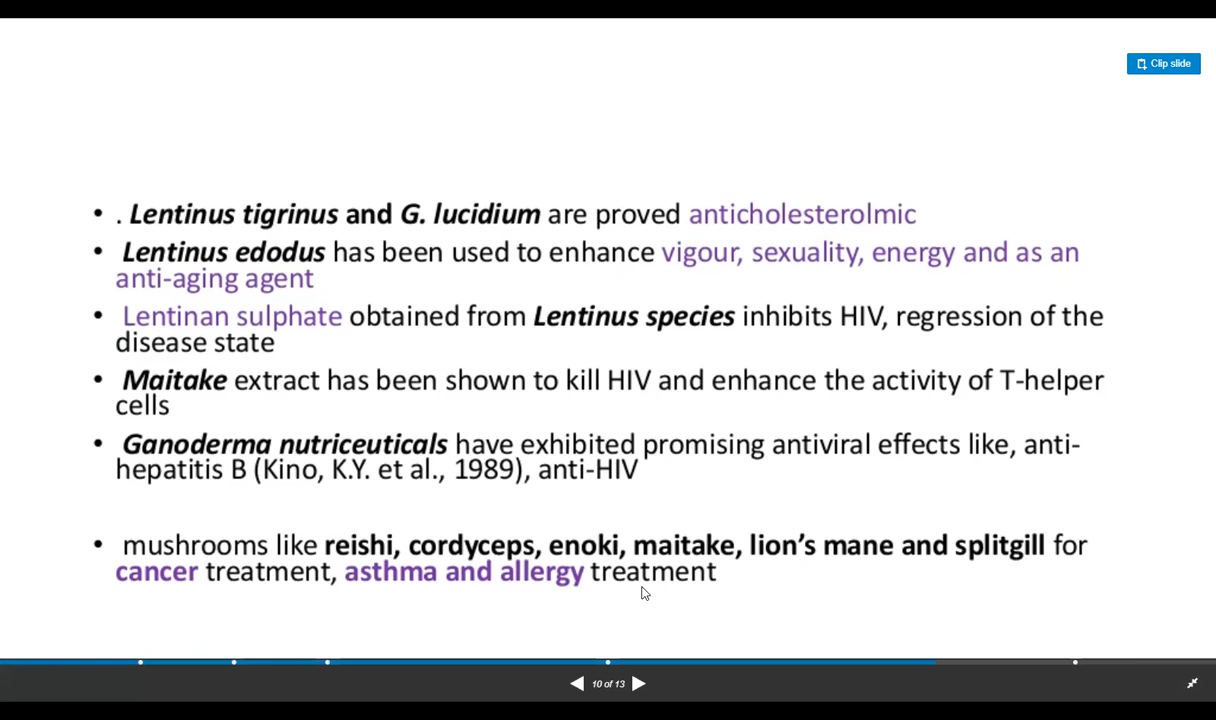 Clip slide
• . Lentinus tigrinus and G. lucidium are proved anticholesterolmic
• Lentinus edodus has been used to enhance vigour, sexuality, energy and as an
anti-aging agent
• Lentinan sulphate obtained from Lentinus species inhibits HIV, regression of the
disease state
• Maitake extract has been shown to kill HIV and enhance the activity of T-helper
cells
• Ganoderma nutriceuticals have exhibited promising antiviral effects like, anti-
hepatitis B (Kino, K.Y. et al., 1989), anti-HIV
• mushrooms like reishi, cordyceps, enoki, maitake, lion's mane and splitgill for
cancer treatment, asthma and allergy treatment
10 of 13